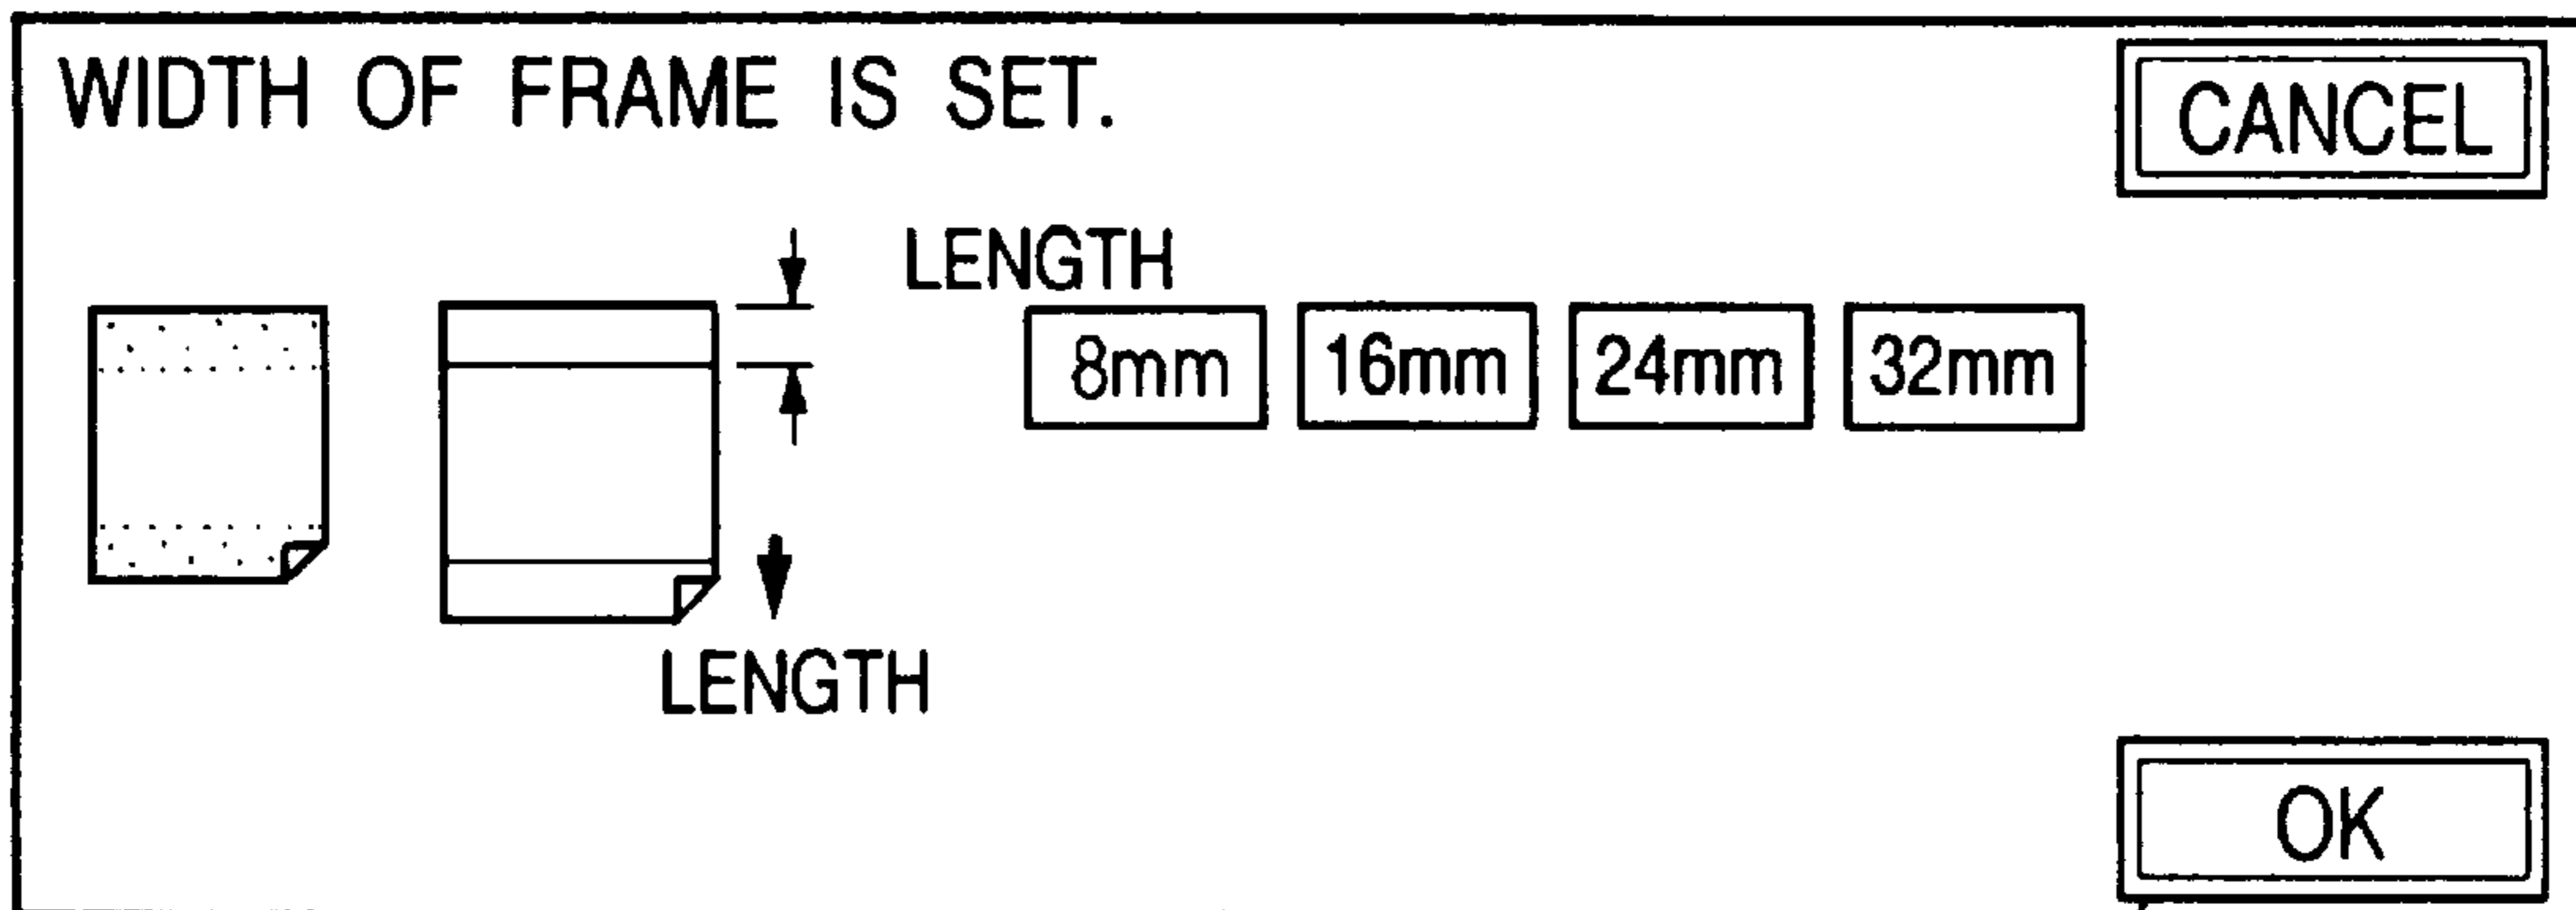 WIDTH OF FRAME IS SET.
CANCEL
LENGTH
8mm 16mm 24mm 32mm
LENGTH
OK